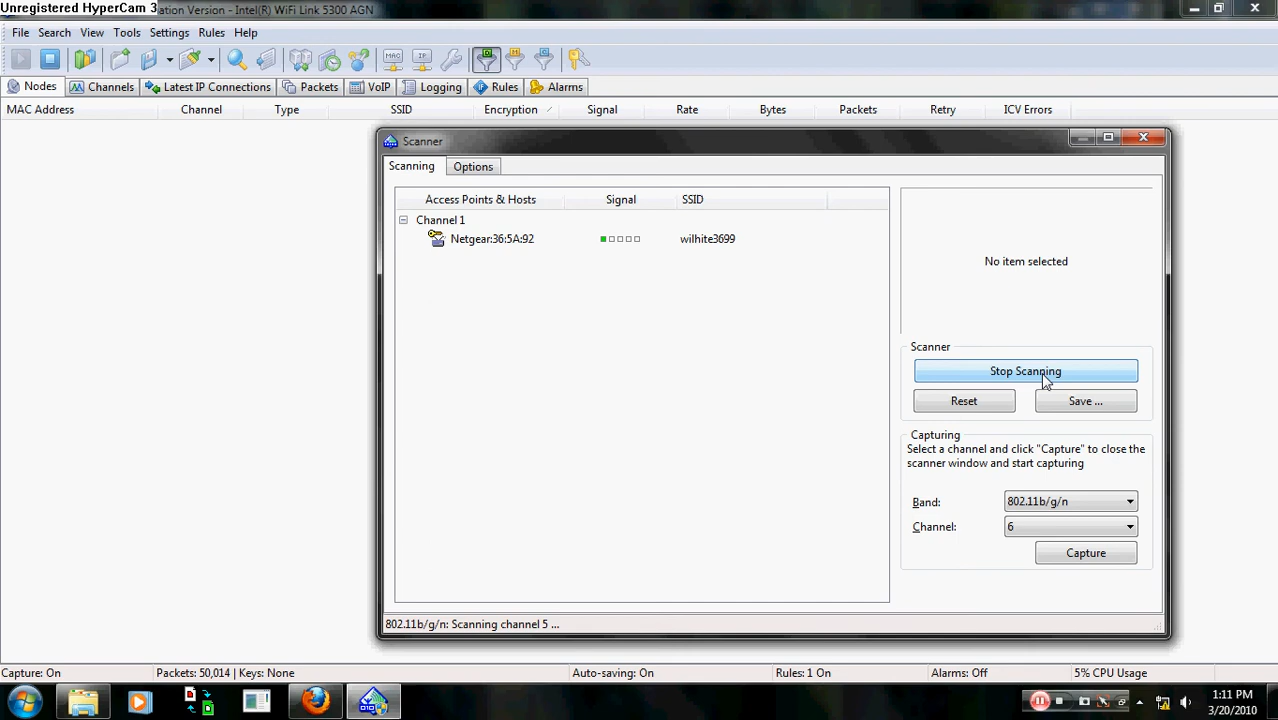 Unregistered HyperCam 3
ation Version - Intel(R) WiFi Link 5300 AGN
File Search View Tools Settings Rules Help
MAC IP
Nodes Channels Latest IP Connections Packets VoIP Logging Rules Alarms
MAC Address Channel Type SSID Encryption Signal Rate Bytes Packets Retry ICV Errors
Scanner
Scanning Options
Access Points & Hosts Signal SSID
Channel 1
Netgear:36:5A:92 wilhite3699
No item selected
Scanner
Stop Scanning
Reset Save ...
Capturing
Select a channel and click "Capture" to close the
scanner window and start capturing
Band: 802.11b/g/n
Channel: 6
Capture
802.11b/g/n: Scanning channel 5 ...
Capture: On Packets: 50,014 | Keys: None Auto-saving: On Rules: 1 On Alarms: Off 5% CPU Usage
1:11 PM
3/20/2010